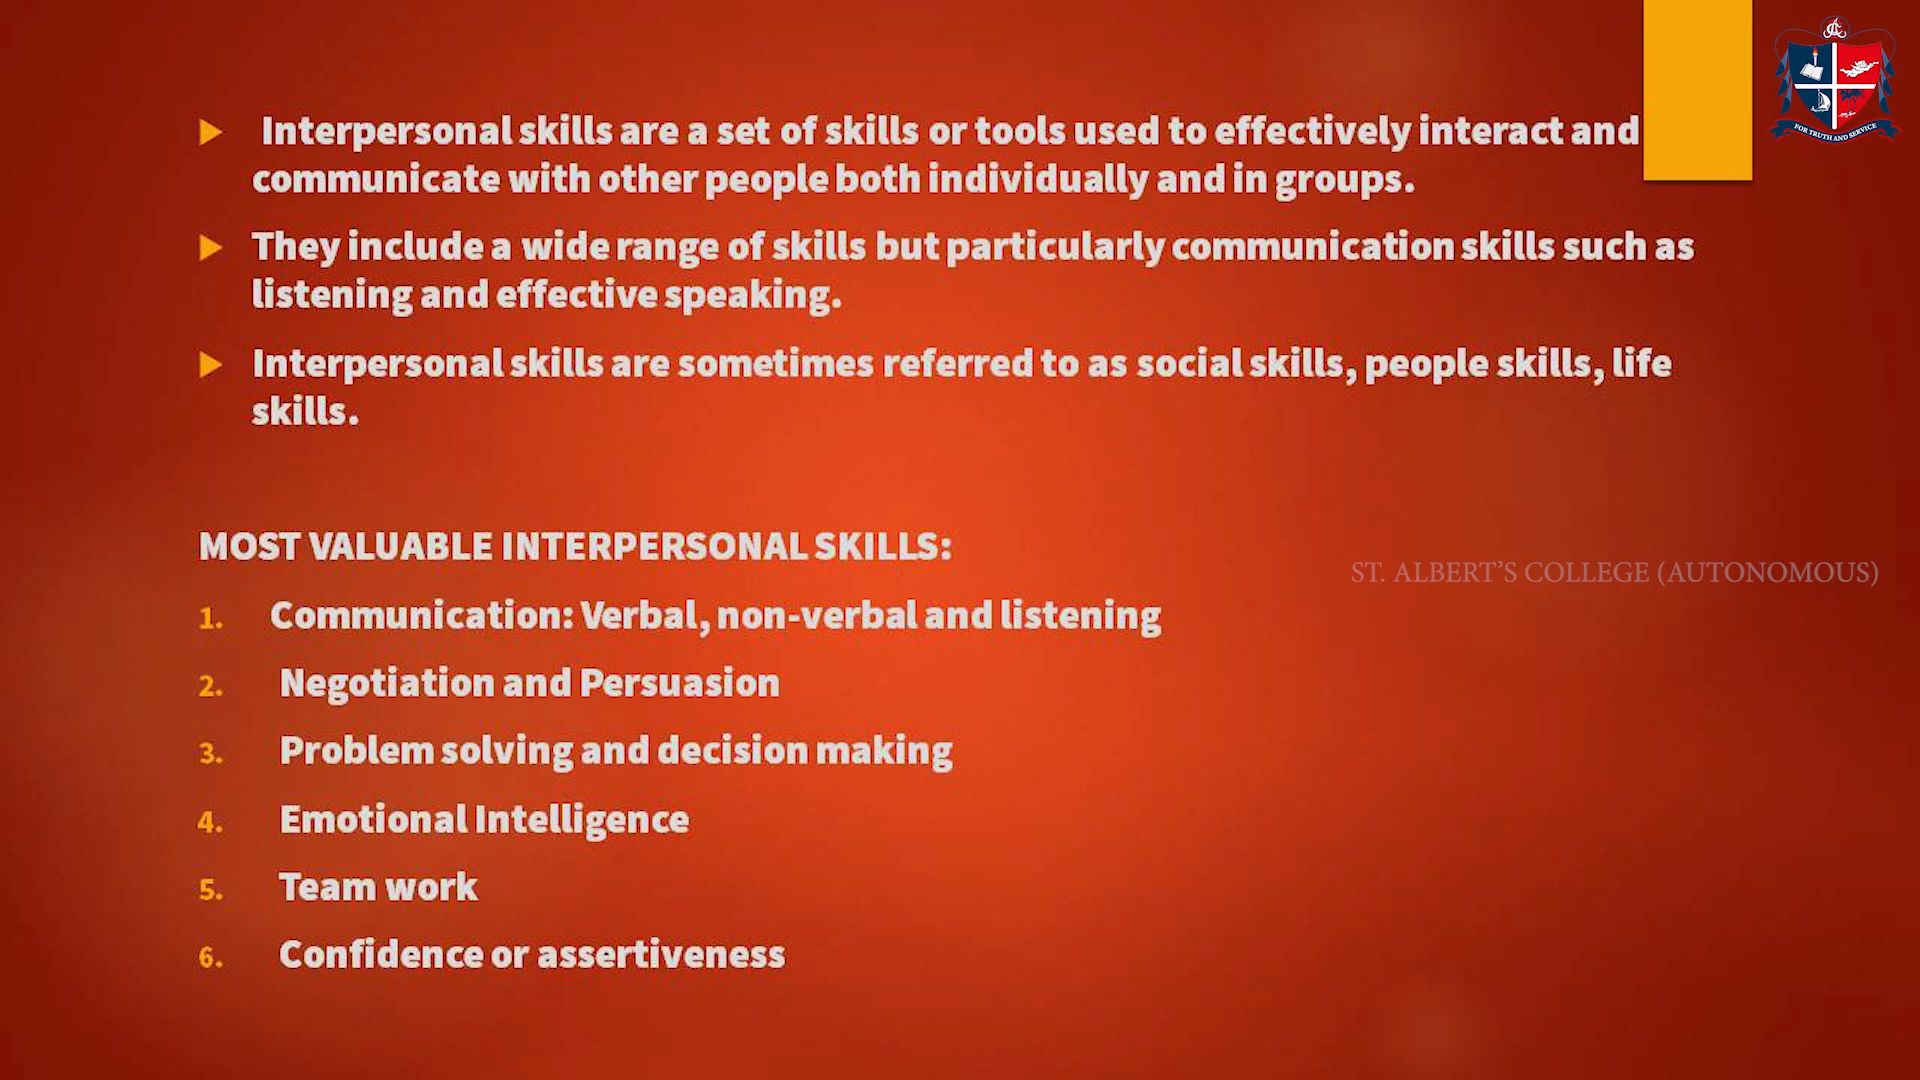 Interpersonal skills are a set of skills or tools used to effectively interact and
communicate with other people both individually and in groups.
They include a wide range of skills but particularly communication skills such as
listening and effective speaking.
Interpersonal skills are sometimes referred to as social skills, people skills, life
skills.
MOST VALUABLE INTERPERSONAL SKILLS:
1. Communication: Verbal, non-verbal and listening
2. Negotiation and Persuasion
3. Problem solving and decision making
4. Emotional Intelligence
5. Team work
6. Confidence or assertiveness
ST. ALBERT'S COLLEGE (AUTONOMOUS)
FOR TRUTH AND SERVICE